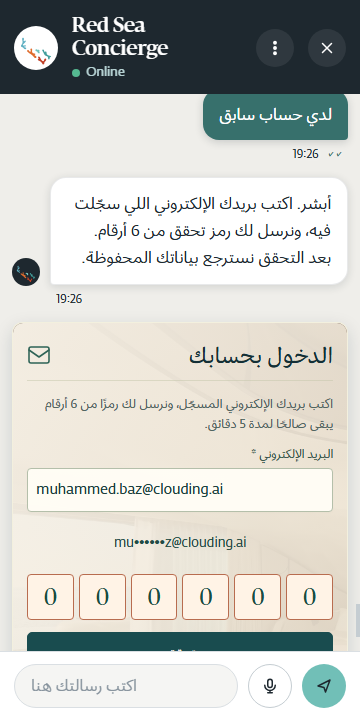 Red Sea
Concierge
Online
لدي حساب سابق
19:26
أبشر. اكتب بريدك الإلكتروني اللي سجّلت
فيه، ونرسل لك رمز تحقق من 6 أرقام.
بعد التحقق نسترجع بياناتك المحفوظة.
19:26
الدخول بحسابك
اكتب بريدك الإلكتروني المسجّل، ونرسل لك رمزًا من 6 أرقام
يبقى صالحًا لمدة 5 دقائق.
البريد الإلكتروني *
muhammed.baz@clouding.ai
mu••••••z@clouding.ai
0 0 0 0 0 0
اكتب رسالتك هنا